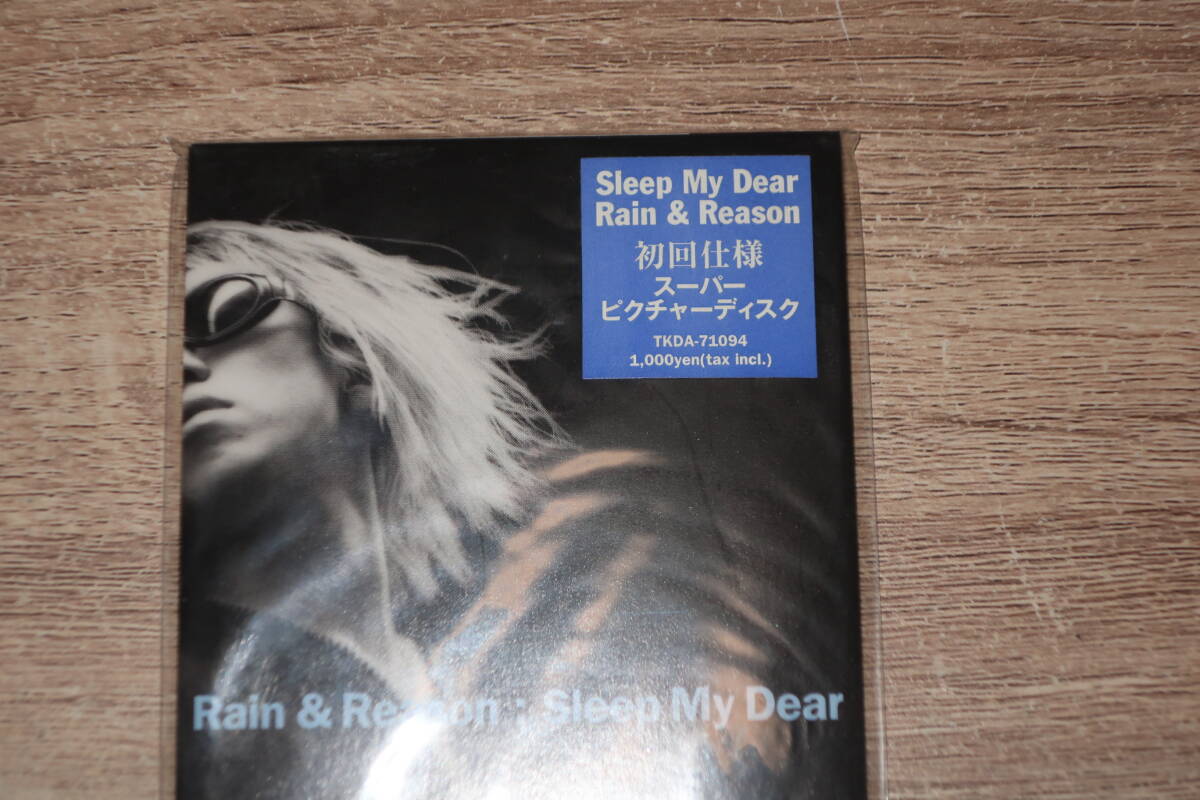 Sleep My Dear
Rain & Reason
初回仕様
スーパー
ピクチャーディスク
TKDA-71094
1,000yen(tax incl.)
Rain & Reason : Sleep My Dear